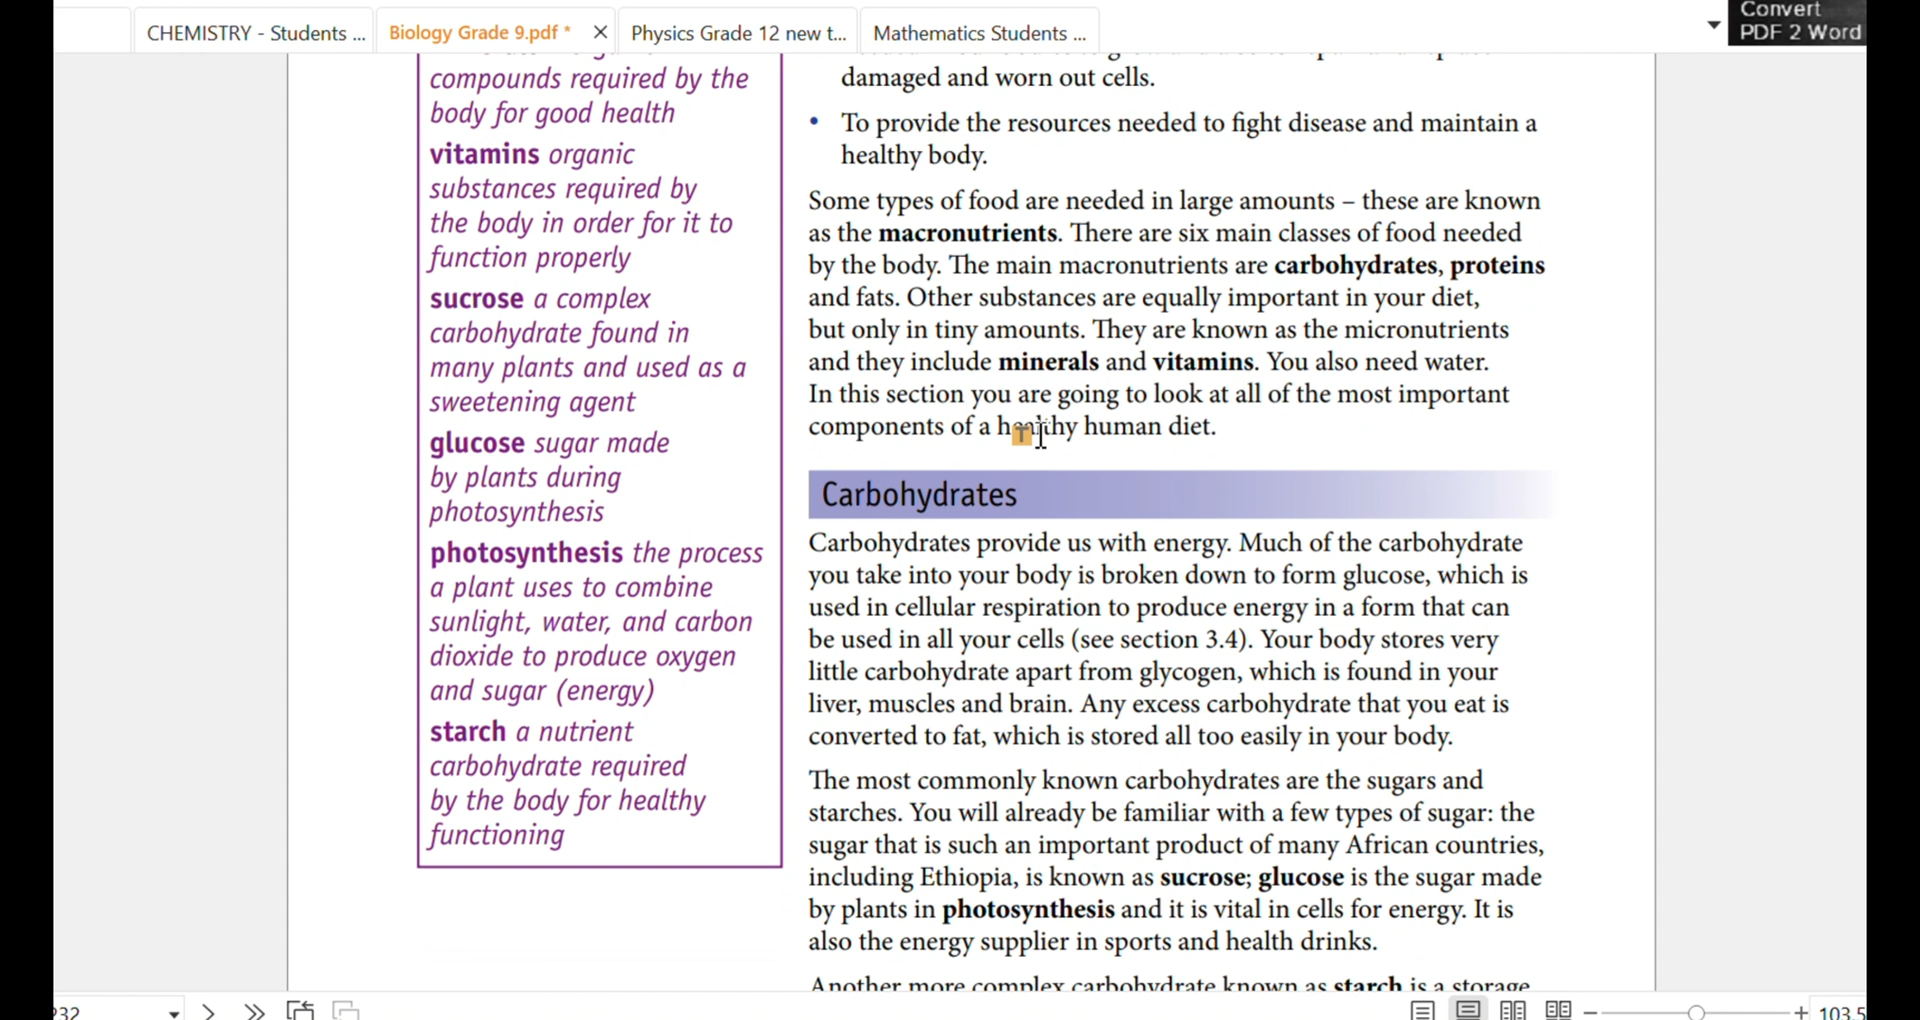 Convert
PDF 2 Word
CHEMISTRY - Students ...
Biology Grade 9.pdf *
Physics Grade 12 new t...
Mathematics Students ...
compounds required by the
body for good health
vitamins organic
substances required by
the body in order for it to
function properly
sucrose a complex
carbohydrate found in
many plants and used as a
sweetening agent
glucose sugar made
by plants during
photosynthesis
photosynthesis the process
a plant uses to combine
sunlight, water, and carbon
dioxide to produce oxygen
and sugar (energy)
starch a nutrient
carbohydrate required
by the body for healthy
functioning
damaged and worn out cells.
• To provide the resources needed to fight disease and maintain a
healthy body.
Some types of food are needed in large amounts – these are known
as the macronutrients. There are six main classes of food needed
by the body. The main macronutrients are carbohydrates, proteins
and fats. Other substances are equally important in your diet,
but only in tiny amounts. They are known as the micronutrients
and they include minerals and vitamins. You also need water.
In this section you are going to look at all of the most important
components of a healthy human diet.
Carbohydrates
Carbohydrates provide us with energy. Much of the carbohydrate
you take into your body is broken down to form glucose, which is
used in cellular respiration to produce energy in a form that can
be used in all your cells (see section 3.4). Your body stores very
little carbohydrate apart from glycogen, which is found in your
liver, muscles and brain. Any excess carbohydrate that you eat is
converted to fat, which is stored all too easily in your body.
The most commonly known carbohydrates are the sugars and
starches. You will already be familiar with a few types of sugar: the
sugar that is such an important product of many African countries,
including Ethiopia, is known as sucrose; glucose is the sugar made
by plants in photosynthesis and it is vital in cells for energy. It is
also the energy supplier in sports and health drinks.
Another more complex carbohydrate known as starch is a storage
232
103.5